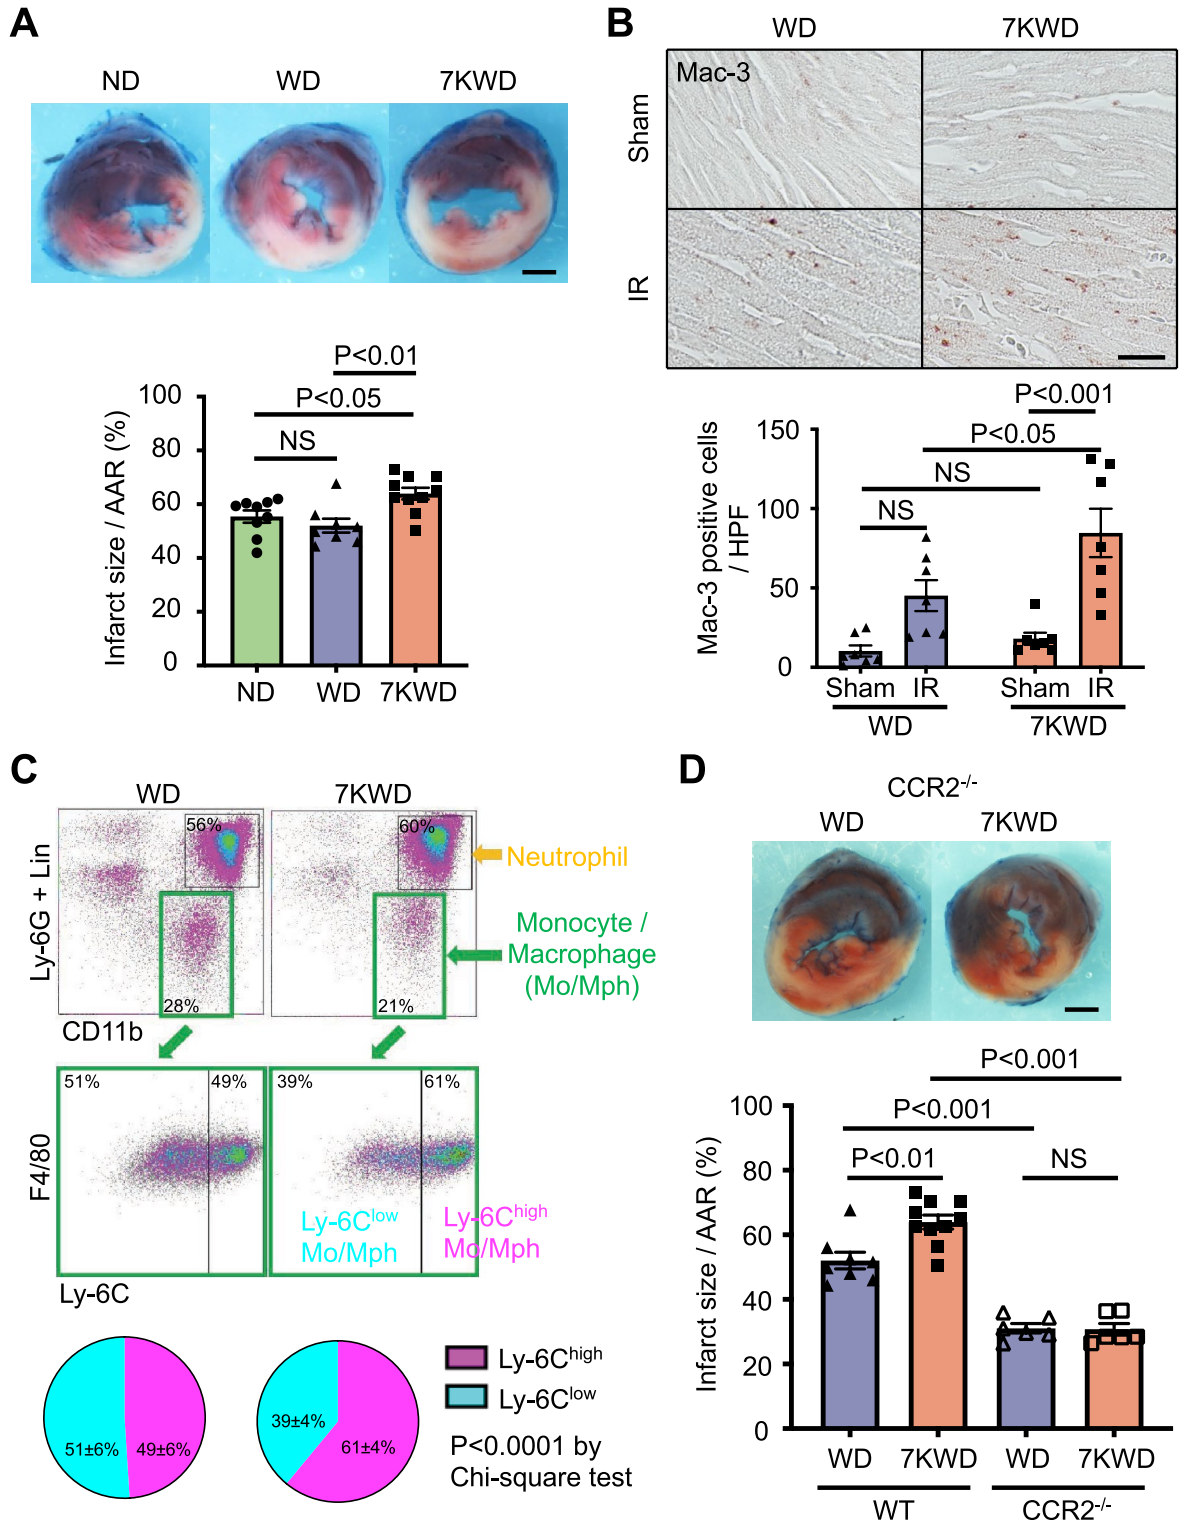 A
ND WD 7KWD
P<0.01
P<0.05
NS
Infarct size / AAR (%)
100
80
60
40
20
0
ND WD 7KWD
B
WD 7KWD
Mac-3
Sham
IR
P<0.001
P<0.05
NS
NS
Mac-3 positive cells
/ HPF
150
100
50
0
Sham IR Sham IR
WD 7KWD
C
WD 7KWD
56% 60%
Neutrophil
Monocyte /
Macrophage
(Mo/Mph)
28% 21%
Ly-6G + Lin
CD11b
51% 49% 39% 61%
F4/80
Ly-6C^low
Mo/Mph
Ly-6C^high
Mo/Mph
Ly-6C
51±6% 49±6%
39±4% 61±4%
Ly-6C^high
Ly-6C^low
P<0.0001 by
Chi-square test
D
CCR2^-/-
WD 7KWD
P<0.001
P<0.001
P<0.01 NS
Infarct size / AAR (%)
100
80
60
40
20
0
WD 7KWD WD 7KWD
WT CCR2^-/-